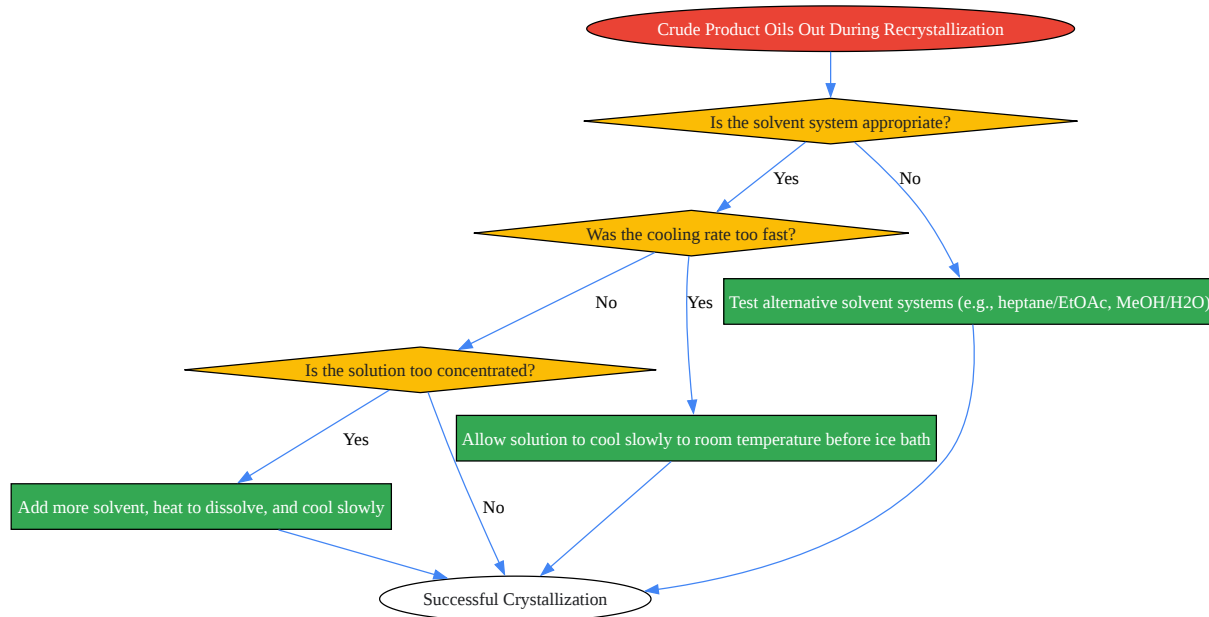 Crude Product Oils Out During Recrystallization
Is the solvent system appropriate?
Yes
No
Was the cooling rate too fast?
No
Yes
Test alternative solvent systems (e.g., heptane/EtOAc, MeOH/H2O)
Is the solution too concentrated?
Yes
Allow solution to cool slowly to room temperature before ice bath
Add more solvent, heat to dissolve, and cool slowly
No
Successful Crystallization